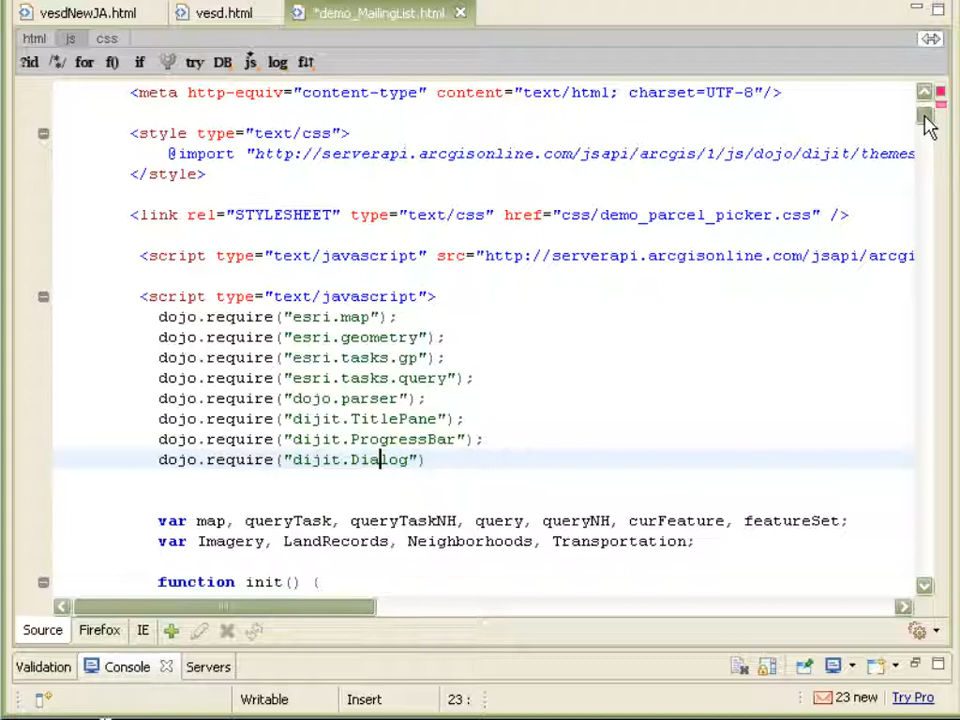 vesdNewJA.html vesd.html *demo_MailingList.html
html js css
?id /*/ for f() if try DB js log
<meta http-equiv="content-type" content="text/html; charset=UTF-8"/>
<style type="text/css">
@import "http://serverapi.arcgisonline.com/jsapi/arcgis/1/js/dojo/dijit/themes
</style>
<link rel="STYLESHEET" type="text/css" href="css/demo_parcel_picker.css" />
<script type="text/javascript" src="http://serverapi.arcgisonline.com/jsapi/arcgi
<script type="text/javascript">
dojo.require("esri.map");
dojo.require("esri.geometry");
dojo.require("esri.tasks.gp");
dojo.require("esri.tasks.query");
dojo.require("dojo.parser");
dojo.require("dijit.TitlePane");
dojo.require("dijit.ProgressBar");
dojo.require("dijit.Dialog")
var map, queryTask, queryTaskNH, query, queryNH, curFeature, featureSet;
var Imagery, LandRecords, Neighborhoods, Transportation;
function init() {
Source Firefox IE
Validation Console Servers
Writable Insert 23 : 23 new Try Pro